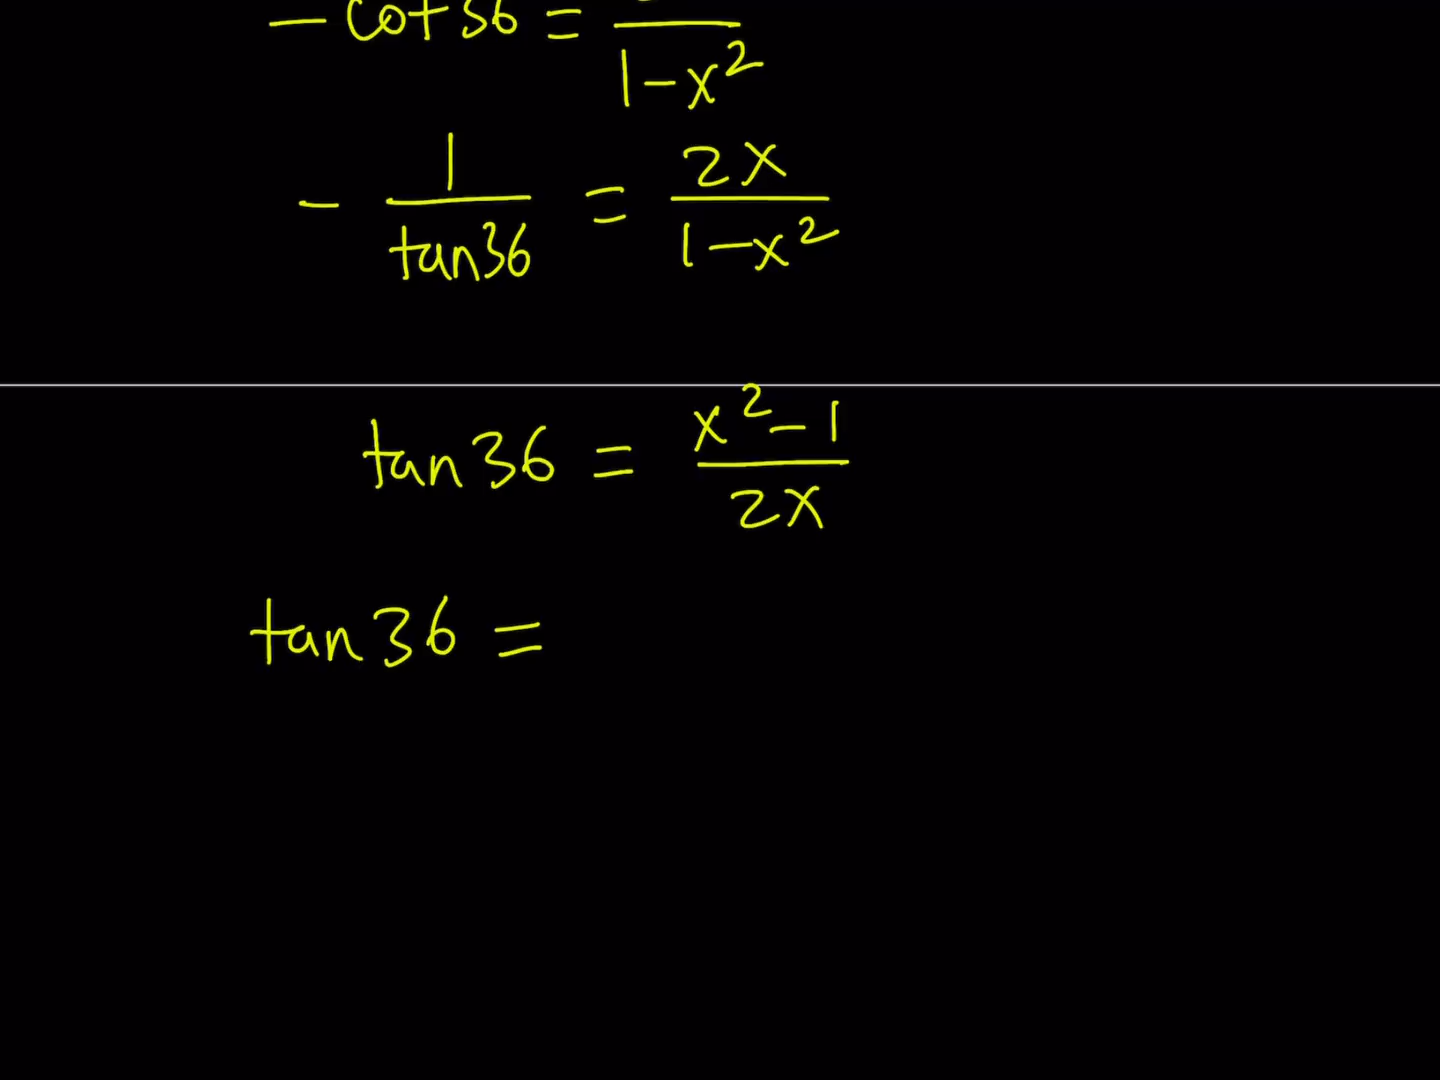 - cot 36 = /(1-x²)
- 1/tan36 = 2x/(1-x²)
tan 36 = (x²-1)/2x
tan 36 =